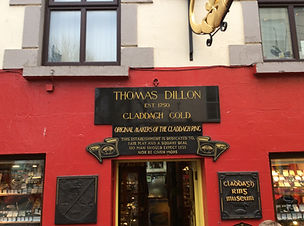 THOMAS DILLON
EST 1750
CLADDAGH GOLD
ORIGINAL MAKERS OF THE CLADDAGH RING
THIS ESTABLISHMENT IS DEDICATED TO
FAIR PLAY AND A SQUARE DEAL
NO MAN SHOULD EXPECT LESS
NOR BE GIVEN MORE
CLADDAGH
RING
MUSEUM